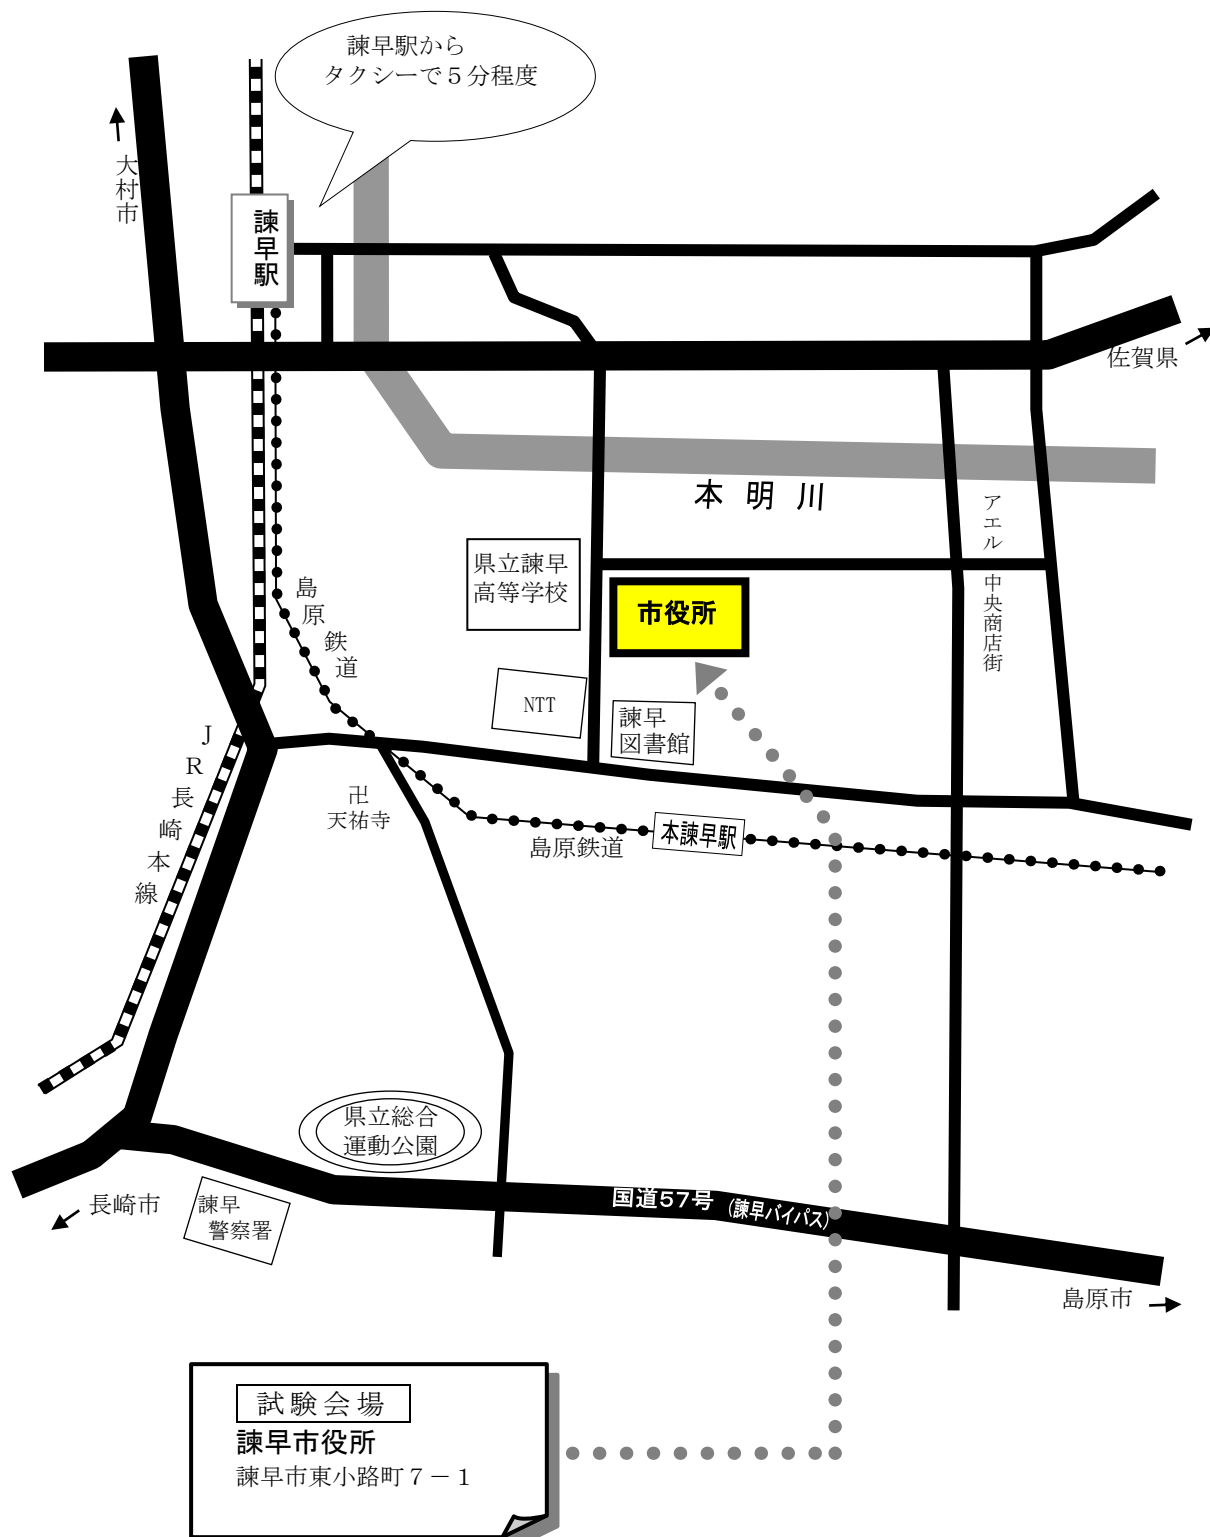 諫早駅から
タクシーで５分程度
大村市
諫早駅
佐賀県
本明川
アエル中央商店街
県立諫早
高等学校
市役所
島原鉄道
NTT
諫早
図書館
ＪＲ長崎本線
卍
天祐寺
島原鉄道
本諫早駅
県立総合
運動公園
国道57号（諫早バイパス）
長崎市
諫早
警察署
島原市
試験会場
諫早市役所
諫早市東小路町７－１